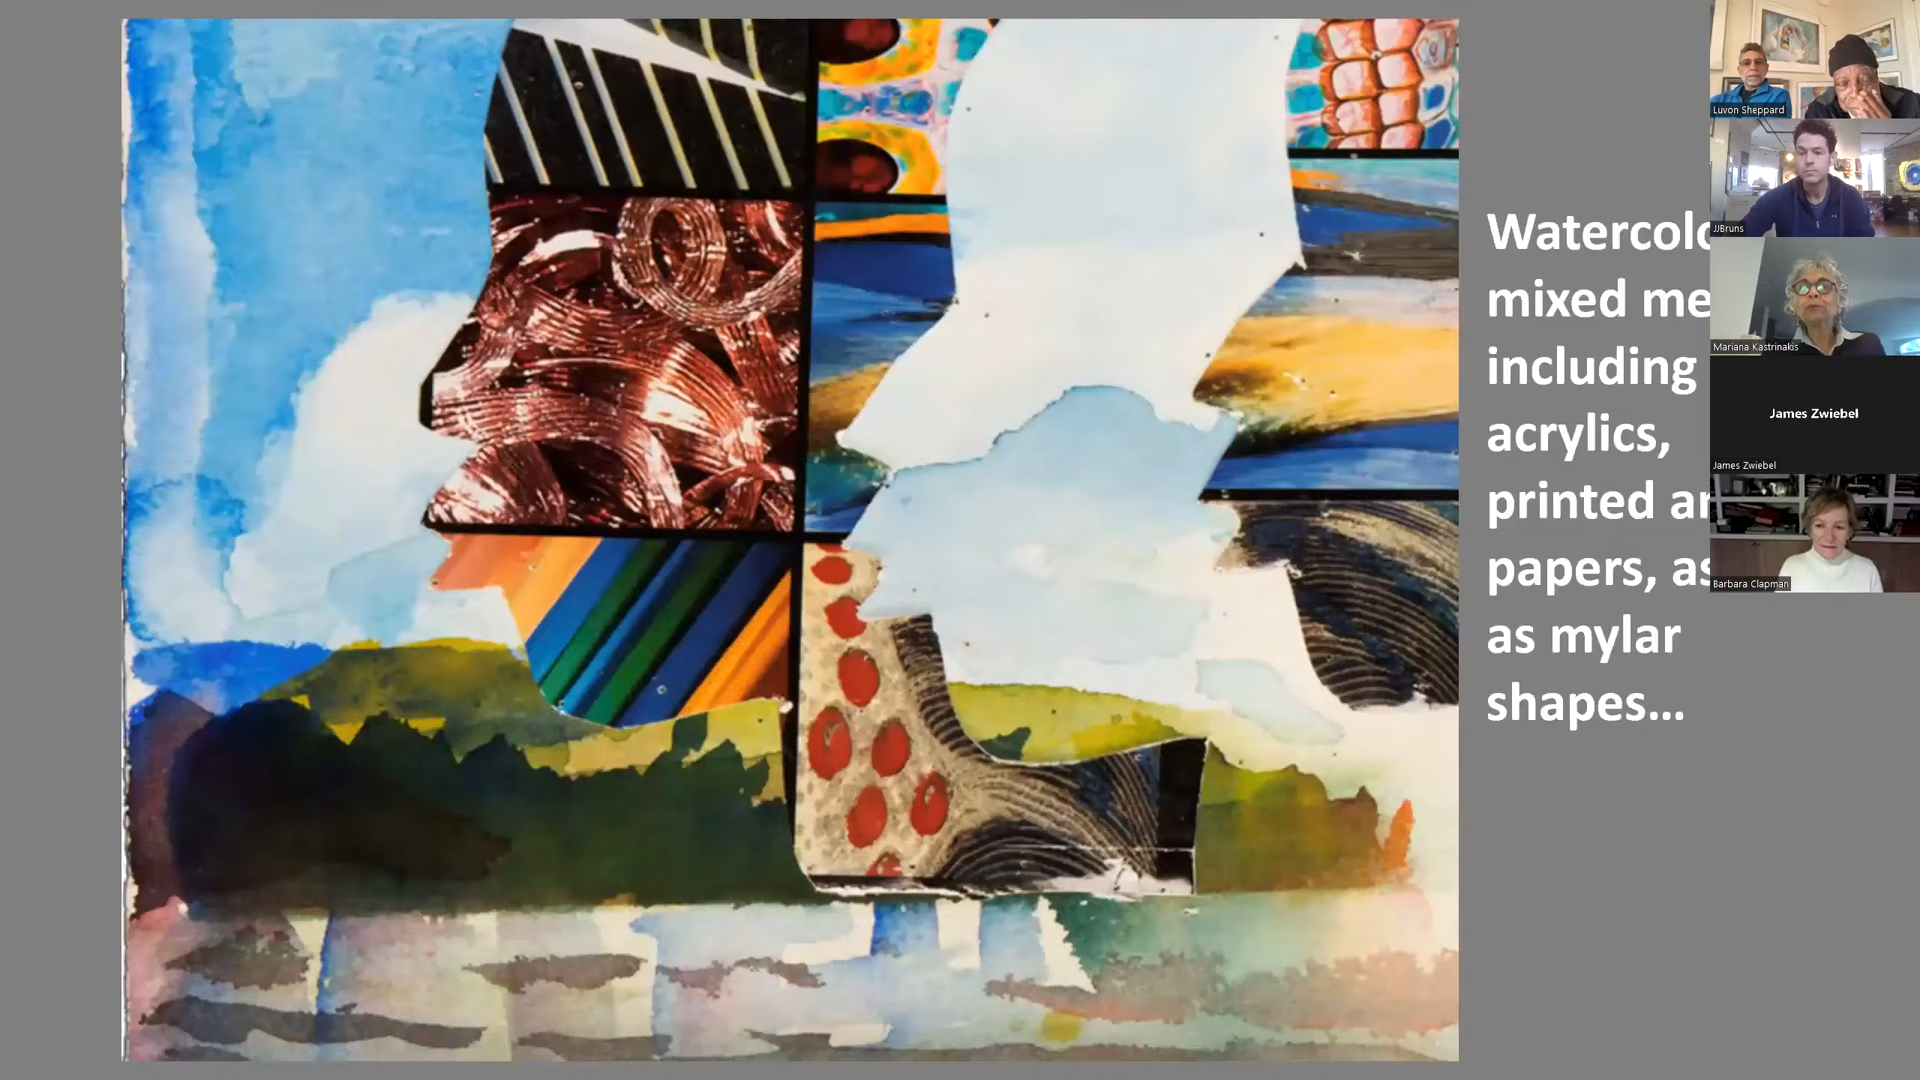 Watercolo
mixed me
including
acrylics,
printed ar
papers, as
as mylar
shapes...
Luvon Sheppard
JJBruns
Mariana Kastrinakis
James Zwiebel
James Zwiebel
Barbara Clapman